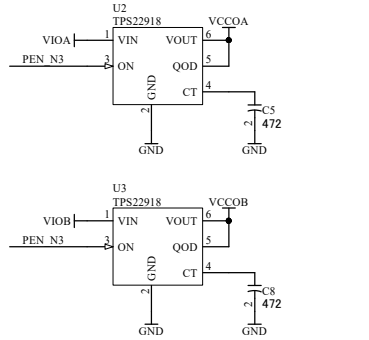 U2
TPS22918
VCCOA
VIOA 1 VIN VOUT 6
PEN_N3 3 ON QOD 5
GND CT 4
2 C5
2 472
GND GND
U3
TPS22918
VCCOB
VIOB 1 VIN VOUT 6
PEN_N3 3 ON QOD 5
GND CT 4
2 C8
2 472
GND GND